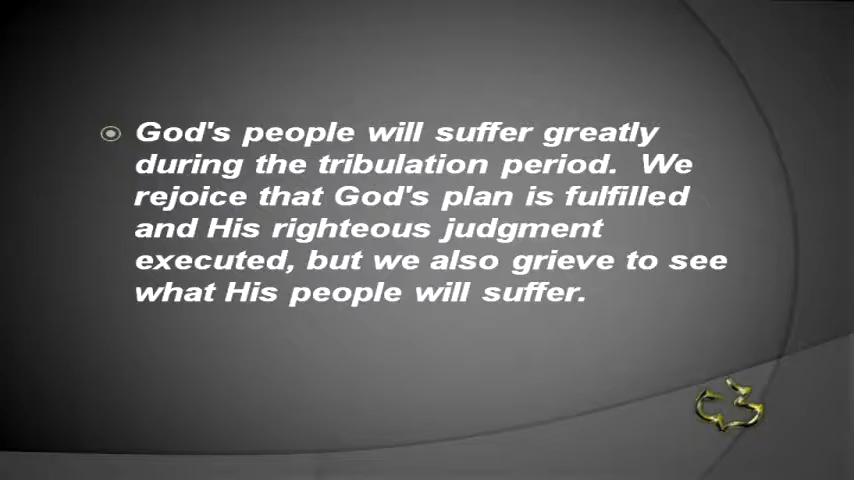 God's people will suffer greatly
during the tribulation period.  We
rejoice that God's plan is fulfilled
and His righteous judgment
executed, but we also grieve to see
what His people will suffer.